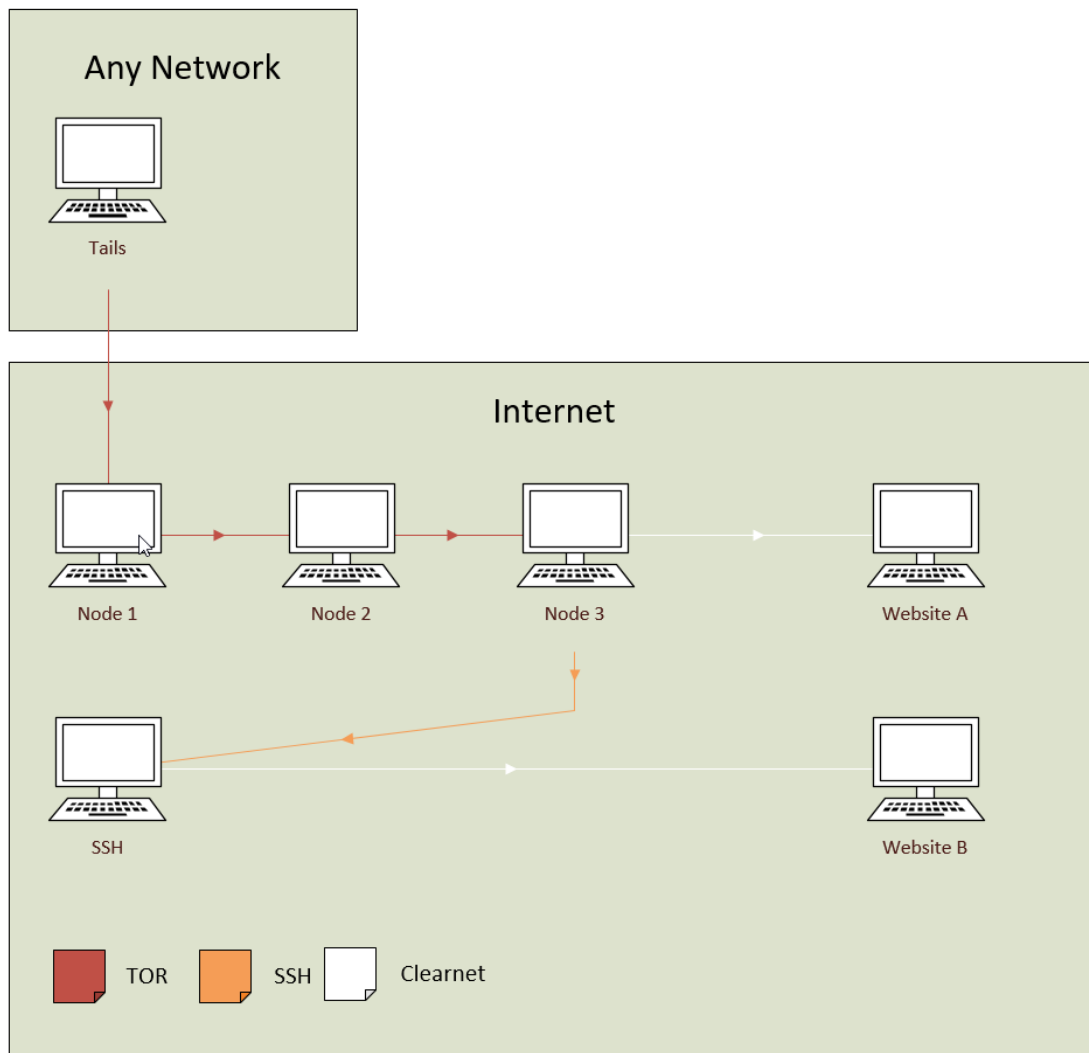 Any Network
Tails
Internet
Node 1
Node 2
Node 3
Website A
SSH
Website B
TOR
SSH
Clearnet